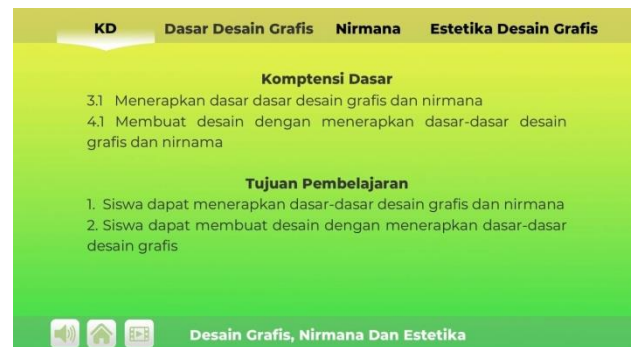 KD Dasar Desain Grafis Nirmana Estetika Desain Grafis
Komptensi Dasar
3.1 Menerapkan dasar dasar desain grafis dan nirmana
4.1 Membuat desain dengan menerapkan dasar-dasar desain
grafis dan nirnama
Tujuan Pembelajaran
1. Siswa dapat menerapkan dasar-dasar desain grafis dan nirmana
2. Siswa dapat membuat desain dengan menerapkan dasar-dasar
desain grafis
Desain Grafis, Nirmana Dan Estetika